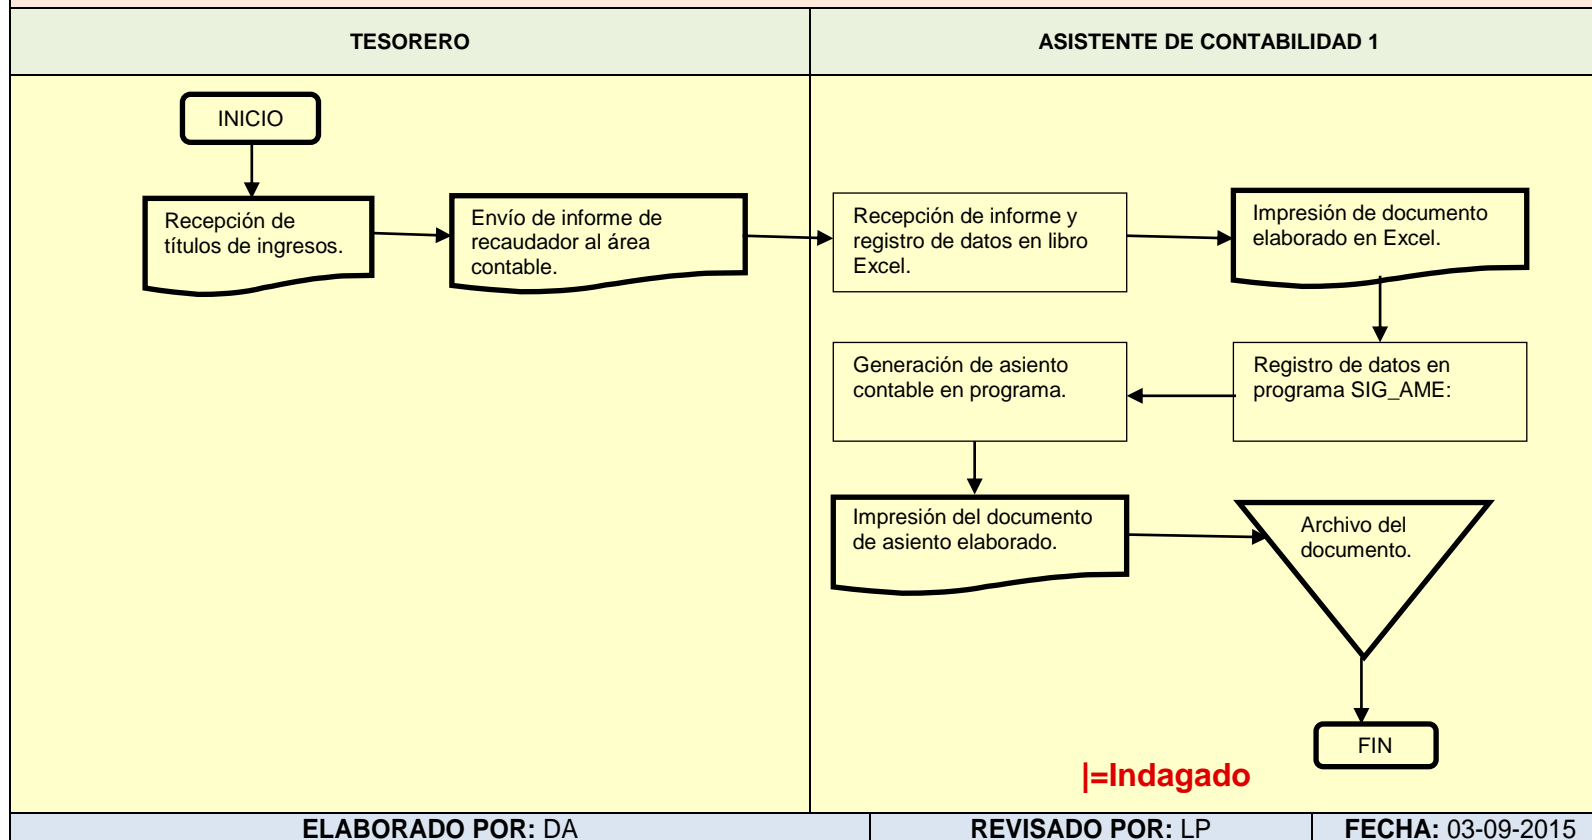 TESORERO
ASISTENTE DE CONTABILIDAD 1
INICIO
Recepción de
títulos de ingresos.
Envío de informe de
recaudador al área
contable.
Recepción de informe y
registro de datos en libro
Excel.
Impresión de documento
elaborado en Excel.
Registro de datos en
programa SIG_AME:
Generación de asiento
contable en programa.
Impresión del documento
de asiento elaborado.
Archivo del
documento.
FIN
|=Indagado
ELABORADO POR: DA
REVISADO POR: LP
FECHA: 03-09-2015